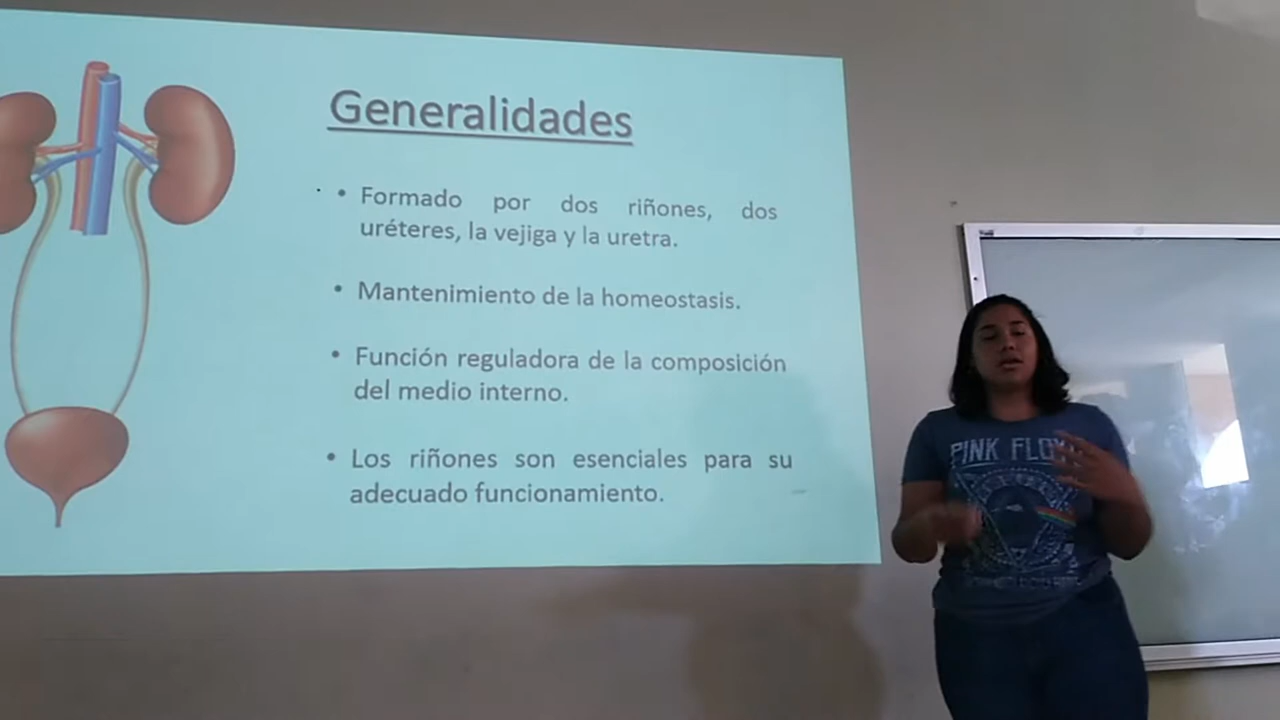 Generalidades
• Formado por dos riñones, dos
uréteres, la vejiga y la uretra.
• Mantenimiento de la homeostasis.
• Función reguladora de la composición
del medio interno.
• Los riñones son esenciales para su
adecuado funcionamiento.
PINK